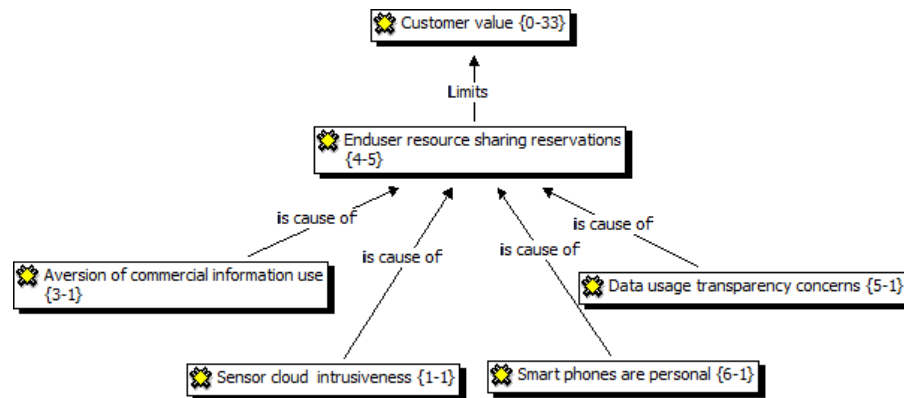 Customer value {0-33}
Limits
Enduser resource sharing reservations
{4-5}
is cause of
is cause of
is cause of
is cause of
Aversion of commercial information use
{3-1}
Data usage transparency concerns {5-1}
Sensor cloud intrusiveness {1-1}
Smart phones are personal {6-1}